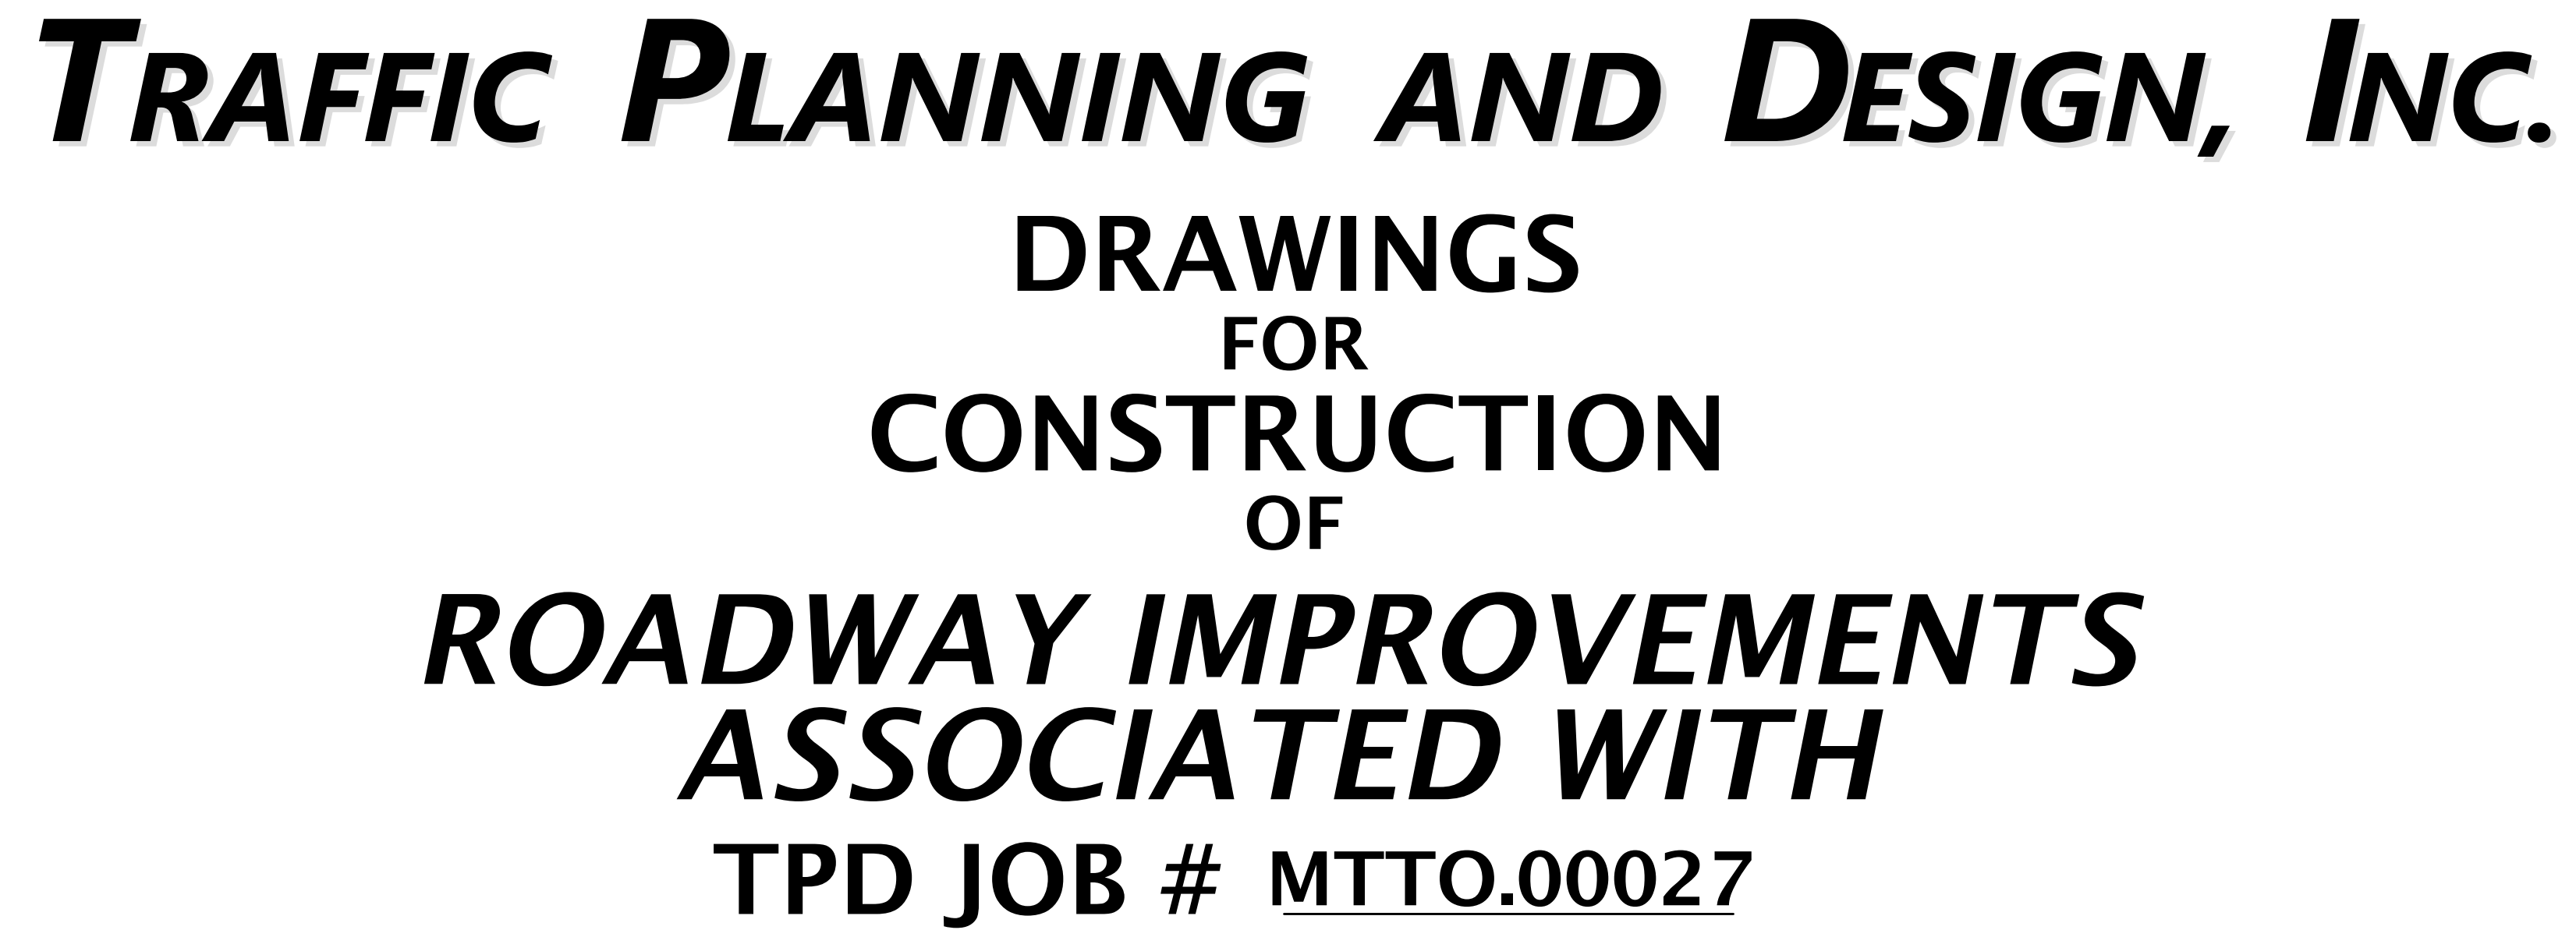 TRAFFIC PLANNING AND DESIGN, INC.
DRAWINGS
FOR
CONSTRUCTION
OF
ROADWAY IMPROVEMENTS
ASSOCIATED WITH
TPD JOB # MTTO.00027